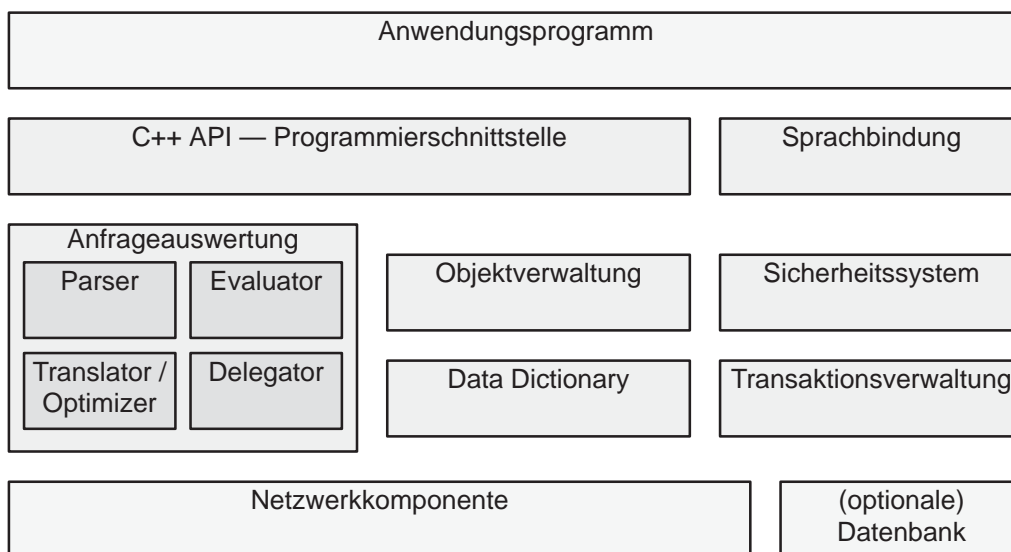 Anwendungsprogramm
C++ API — Programmierschnittstelle
Sprachbindung
Anfrageauswertung
Parser
Evaluator
Translator /
Optimizer
Delegator
Objektverwaltung
Sicherheitssystem
Data Dictionary
Transaktionsverwaltung
Netzwerkkomponente
(optionale)
Datenbank